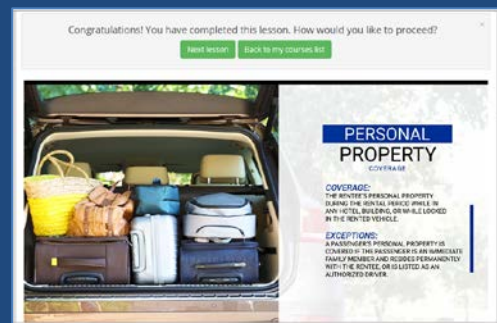 Congratulations! You have completed this lesson. How would you like to proceed?
×
Next lesson
Back to my courses list
PERSONAL
PROPERTY
COVERAGE
COVERAGE:
THE RENTEE'S PERSONAL PROPERTY
DURING THE RENTAL PERIOD WHILE IN
ANY HOTEL, BUILDING, OR WHILE LOCKED
IN THE RENTED VEHICLE.
EXCEPTIONS:
A PASSENGER'S PERSONAL PROPERTY IS
COVERED IF THE PASSENGER IS AN IMMEDIATE
FAMILY MEMBER AND RESIDES PERMANENTLY
WITH THE RENTEE, OR IS LISTED AS AN
AUTHORIZED DRIVER.